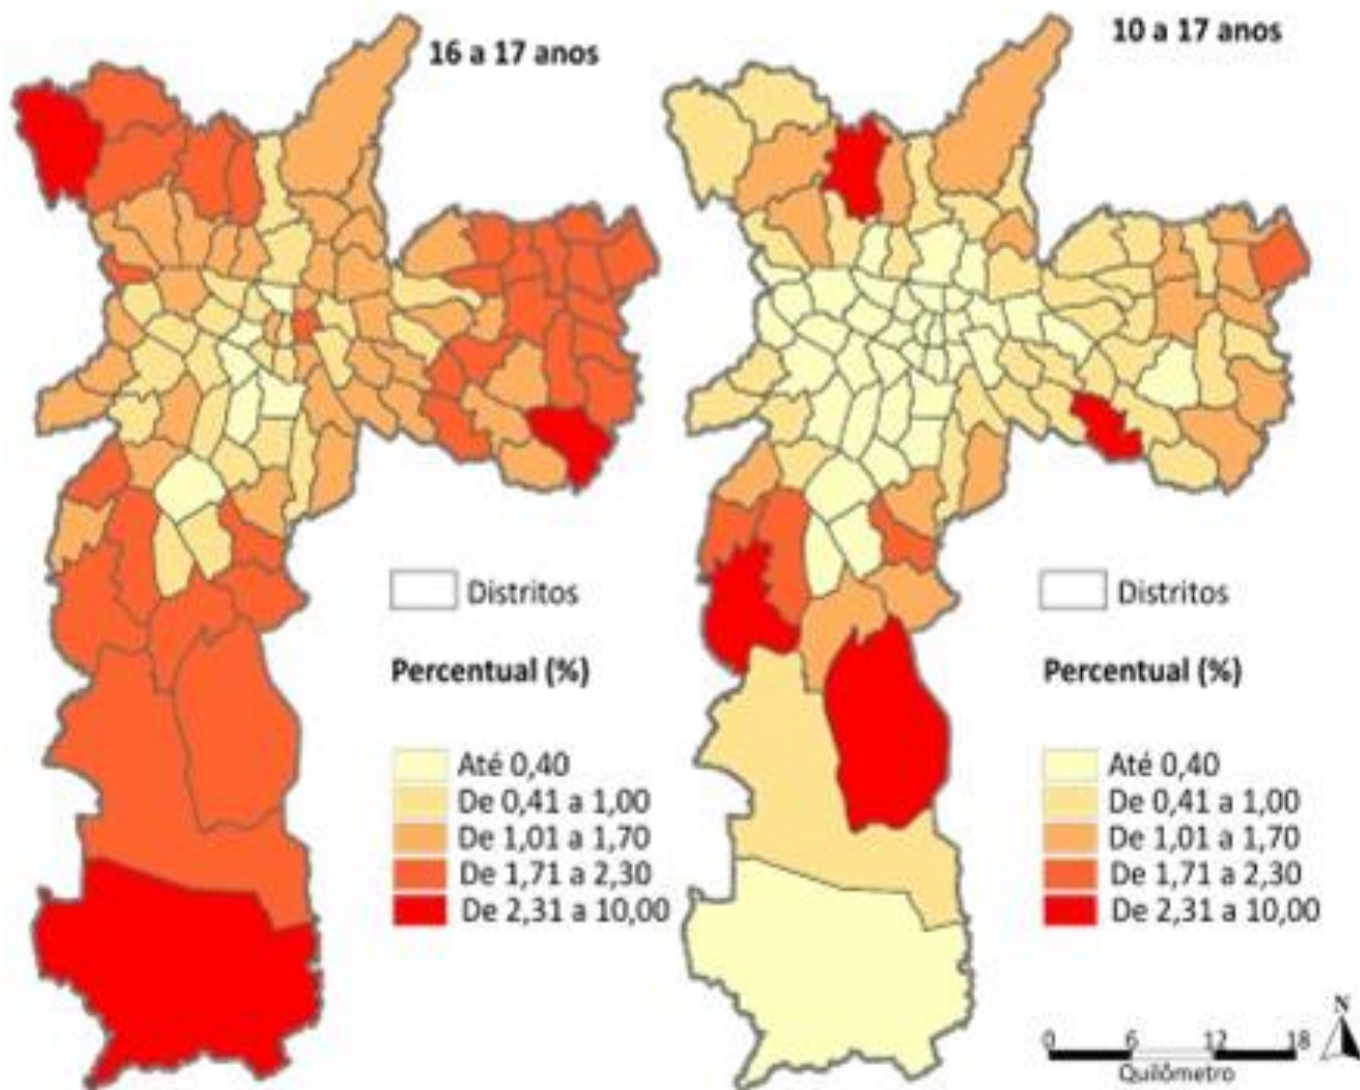 16 a 17 anos
10 a 17 anos
Distritos
Percentual (%)
Até 0,40
De 0,41 a 1,00
De 1,01 a 1,70
De 1,71 a 2,30
De 2,31 a 10,00
Distritos
Percentual (%)
Até 0,40
De 0,41 a 1,00
De 1,01 a 1,70
De 1,71 a 2,30
De 2,31 a 10,00
N
0 6 12 18
Quilômetro